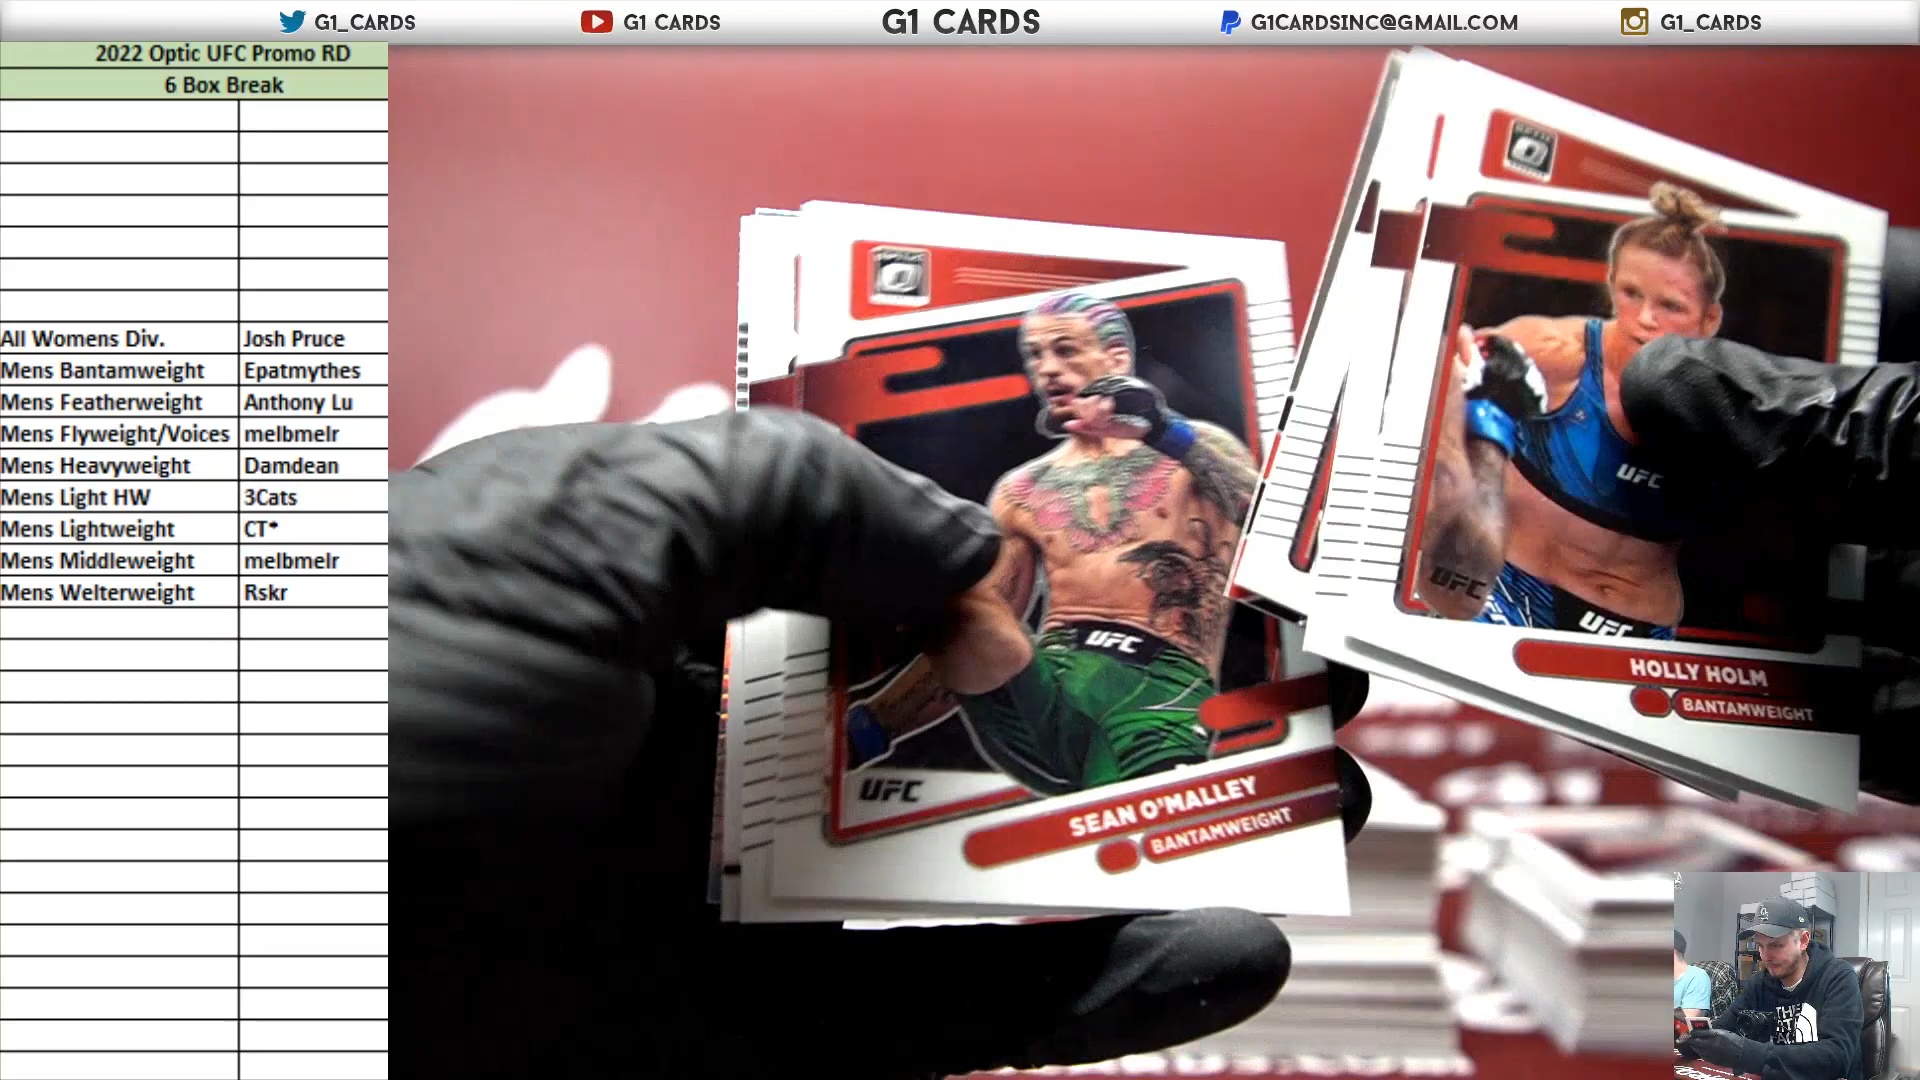 G1_CARDS
G1 CARDS
G1 CARDS
G1CARDSINC@GMAIL.COM
G1_CARDS
2022 Optic UFC Promo RD
6 Box Break
All Womens Div. Josh Pruce
Mens Bantamweight Epatmythes
Mens Featherweight Anthony Lu
Mens Flyweight/Voices melbmelr
Mens Heavyweight Damdean
Mens Light HW 3Cats
Mens Lightweight CT*
Mens Middleweight melbmelr
Mens Welterweight Rskr
UFC
UFC
SEAN O'MALLEY
BANTAMWEIGHT
UFC
UFC
UFC
HOLLY HOLM
BANTAMWEIGHT
THE